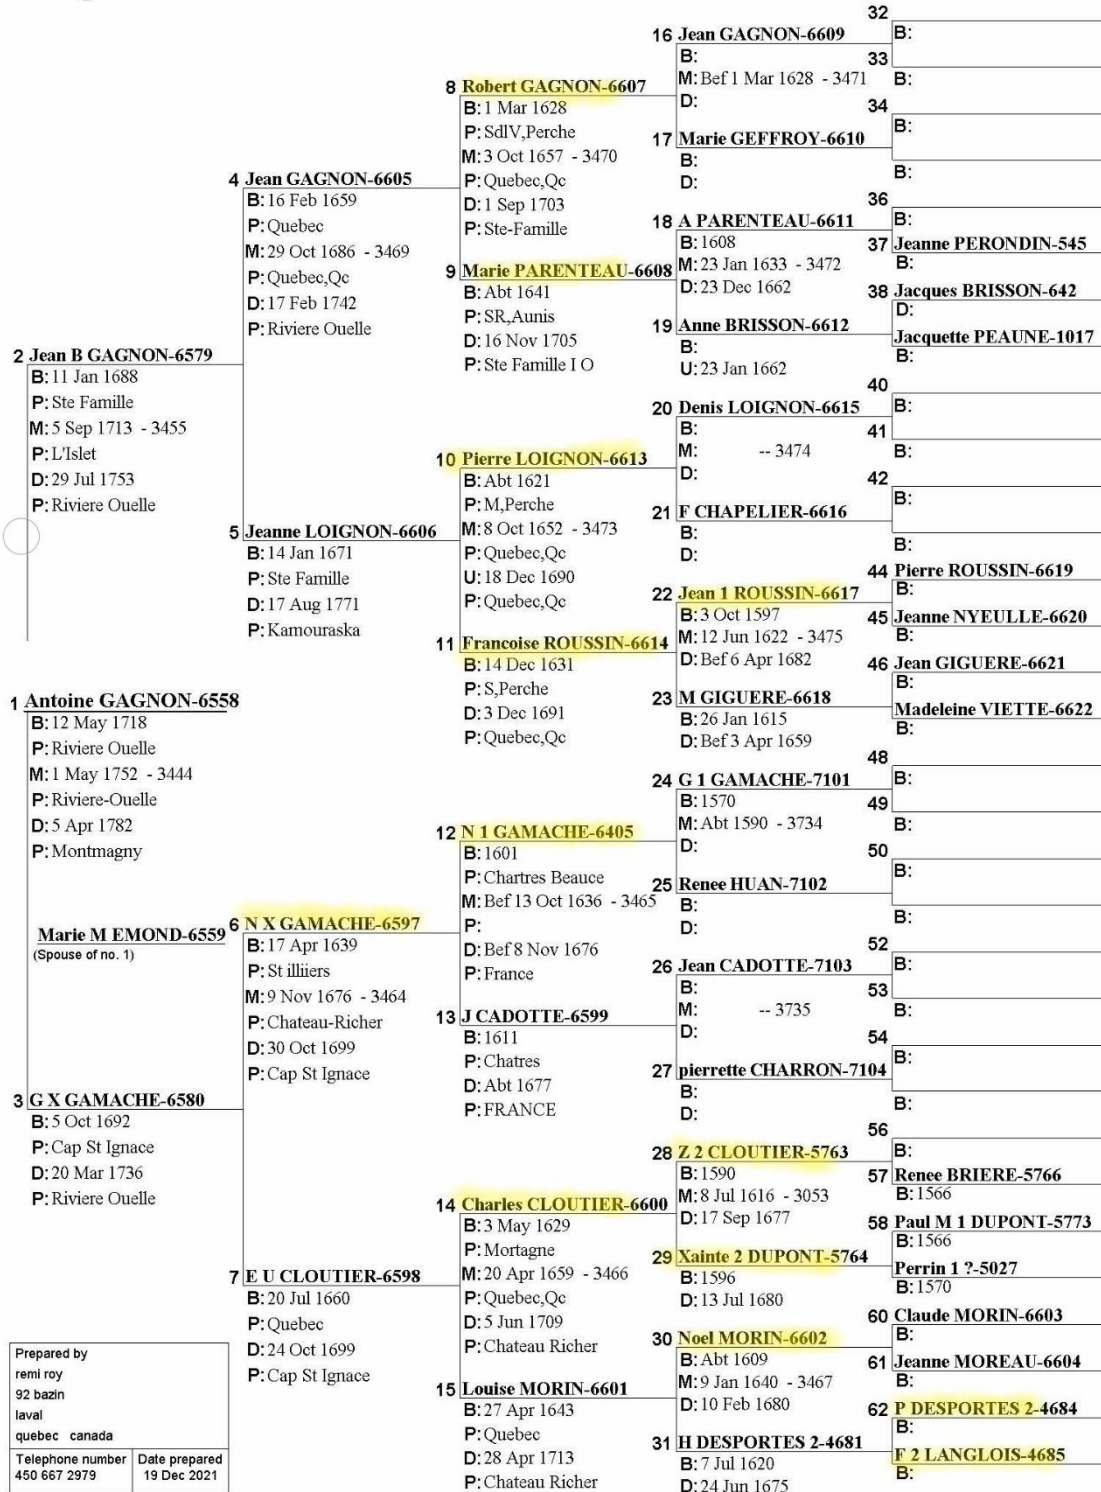 2 Jean B GAGNON-6579
B: 11 Jan 1688
P: Ste Famille
M: 5 Sep 1713 - 3455
P: L'Islet
D: 29 Jul 1753
P: Riviere Ouelle
1 Antoine GAGNON-6558
B: 12 May 1718
P: Riviere Ouelle
M: 1 May 1752 - 3444
P: Riviere-Ouelle
D: 5 Apr 1782
P: Montmagny
Marie M EMOND-6559
(Spouse of no. 1)
3 G X GAMACHE-6580
B: 5 Oct 1692
P: Cap St Ignace
D: 20 Mar 1736
P: Riviere Ouelle
Prepared by
remi roy
92 bazin
laval
quebec canada
Telephone number
450 667 2979
Date prepared
19 Dec 2021
4 Jean GAGNON-6605
B: 16 Feb 1659
P: Quebec
M: 29 Oct 1686 - 3469
P: Quebec,Qc
D: 17 Feb 1742
P: Riviere Ouelle
5 Jeanne LOIGNON-6606
B: 14 Jan 1671
P: Ste Famille
D: 17 Aug 1771
P: Kamouraska
6 N X GAMACHE-6597
B: 17 Apr 1639
P: St illiiers
M: 9 Nov 1676 - 3464
P: Chateau-Richer
D: 30 Oct 1699
P: Cap St Ignace
7 E U CLOUTIER-6598
B: 20 Jul 1660
P: Quebec
D: 24 Oct 1699
P: Cap St Ignace
8 Robert GAGNON-6607
B: 1 Mar 1628
P: SdlV,Perche
M: 3 Oct 1657 - 3470
P: Quebec,Qc
D: 1 Sep 1703
P: Ste-Famille
9 Marie PARENTEAU-6608
B: Abt 1641
P: SR,Aunis
D: 16 Nov 1705
P: Ste Famille I O
10 Pierre LOIGNON-6613
B: Abt 1621
P: M,Perche
M: 8 Oct 1652 - 3473
P: Quebec,Qc
U: 18 Dec 1690
P: Quebec,Qc
11 Francoise ROUSSIN-6614
B: 14 Dec 1631
P: S,Perche
D: 3 Dec 1691
P: Quebec,Qc
12 N 1 GAMACHE-6405
B: 1601
P: Chartres Beauce
M: Bef 13 Oct 1636 - 3465
P:
D: Bef 8 Nov 1676
P: France
13 J CADOTTE-6599
B: 1611
P: Chatres
D: Abt 1677
P: FRANCE
14 Charles CLOUTIER-6600
B: 3 May 1629
P: Mortagne
M: 20 Apr 1659 - 3466
P: Quebec,Qc
D: 5 Jun 1709
P: Chateau Richer
15 Louise MORIN-6601
B: 27 Apr 1643
P: Quebec
D: 28 Apr 1713
P: Chateau Richer
16 Jean GAGNON-6609
B:
M: Bef 1 Mar 1628 - 3471
D:
17 Marie GEFFROY-6610
B:
D:
18 A PARENTEAU-6611
B: 1608
M: 23 Jan 1633 - 3472
D: 23 Dec 1662
19 Anne BRISSON-6612
B:
U: 23 Jan 1662
20 Denis LOIGNON-6615
B:
M: -- 3474
D:
21 F CHAPELIER-6616
B:
D:
22 Jean 1 ROUSSIN-6617
B: 3 Oct 1597
M: 12 Jun 1622 - 3475
D: Bef 6 Apr 1682
23 M GIGUERE-6618
B: 26 Jan 1615
D: Bef 3 Apr 1659
24 G 1 GAMACHE-7101
B: 1570
M: Abt 1590 - 3734
D:
25 Renee HUAN-7102
B:
D:
26 Jean CADOTTE-7103
B:
M: -- 3735
D:
27 pierrette CHARRON-7104
B:
D:
28 Z 2 CLOUTIER-5763
B: 1590
M: 8 Jul 1616 - 3053
D: 17 Sep 1677
29 Xainte 2 DUPONT-5764
B: 1596
D: 13 Jul 1680
30 Noel MORIN-6602
B: Abt 1609
M: 9 Jan 1640 - 3467
D: 10 Feb 1680
31 H DESPORTES 2-4681
B: 7 Jul 1620
D: 24 Jun 1675
32
B:
33
B:
34
B:
B:
36
B:
37 Jeanne PERONDIN-545
B:
38 Jacques BRISSON-642
D:
Jacquette PEAUNE-1017
B:
40
B:
41
B:
42
B:
B:
44 Pierre ROUSSIN-6619
B:
45 Jeanne NYEULLE-6620
B:
46 Jean GIGUERE-6621
B:
Madeleine VIETTE-6622
B:
48
B:
49
B:
50
B:
B:
52
B:
53
B:
54
B:
B:
56
B:
57 Renee BRIERE-5766
B: 1566
58 Paul M 1 DUPONT-5773
B: 1566
Perrin 1 ?-5027
B: 1570
60 Claude MORIN-6603
B:
61 Jeanne MOREAU-6604
B:
62 P DESPORTES 2-4684
B:
F 2 LANGLOIS-4685
B: